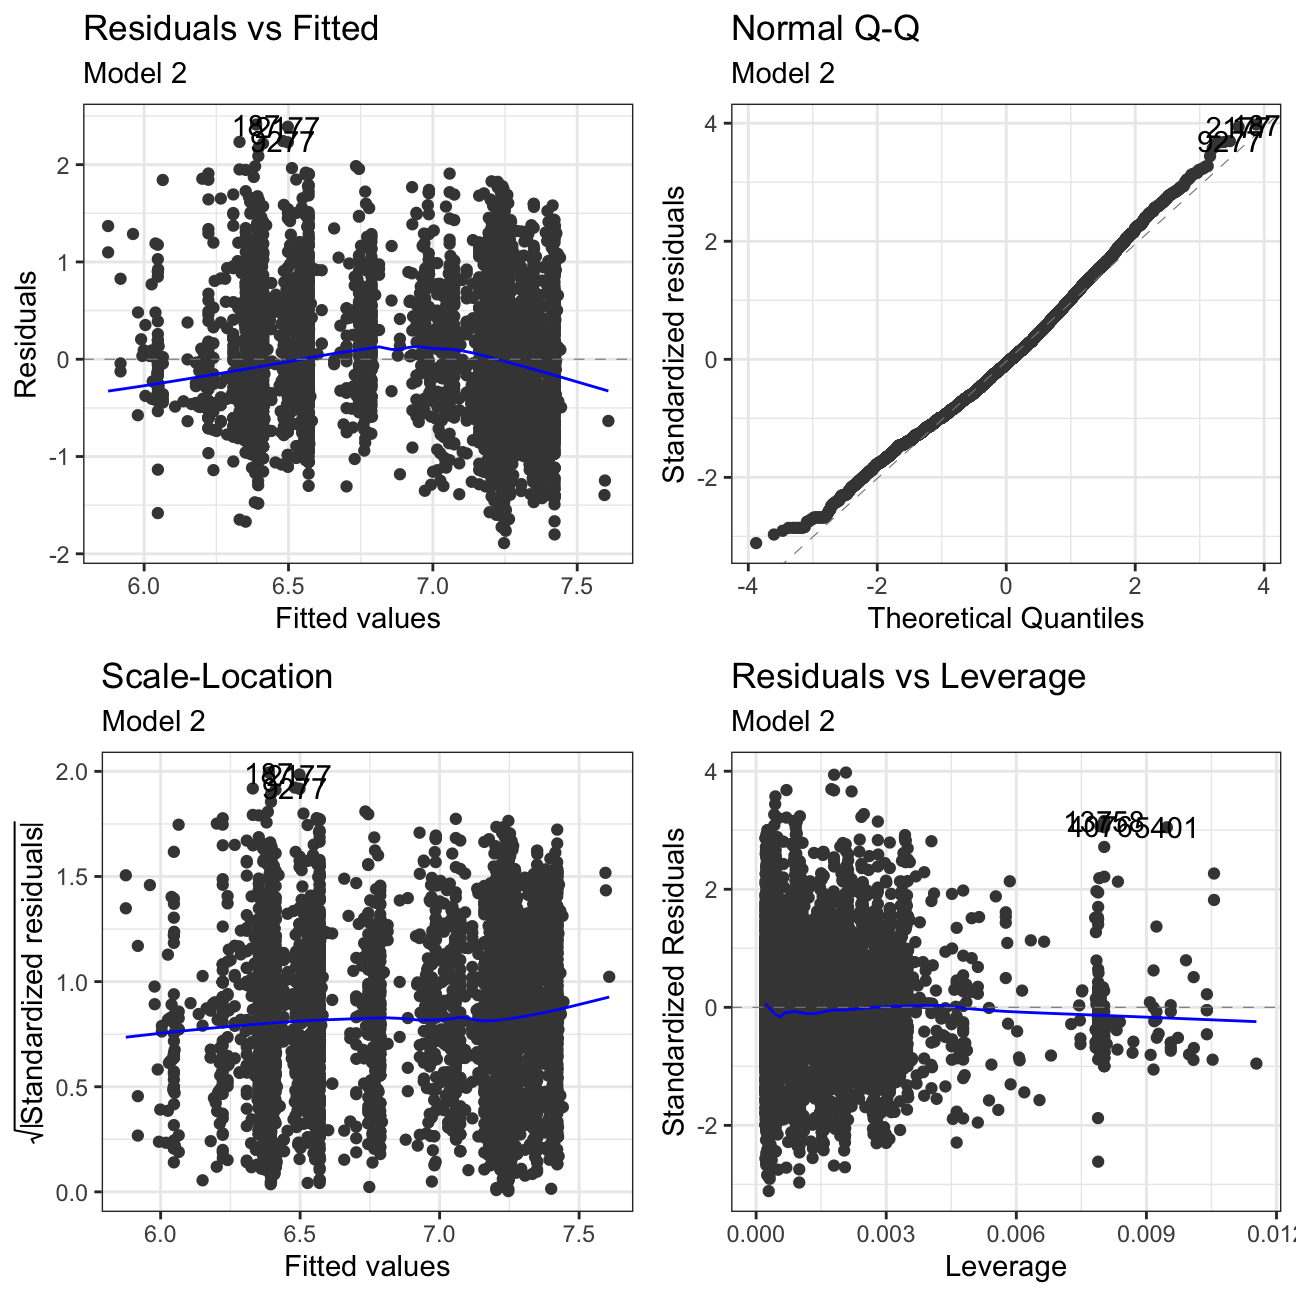 Residuals vs Fitted
Model 2
9277
2
1
0
-1
-2
6.0 6.5 7.0 7.5
Fitted values
Residuals
Normal Q-Q
Model 2
9277
4
2
0
-2
-4 -2 0 2 4
Theoretical Quantiles
Standardized residuals
Scale-Location
Model 2
9277
2.0
1.5
1.0
0.5
0.0
6.0 6.5 7.0 7.5
Fitted values
√|Standardized residuals|
Residuals vs Leverage
Model 2
4
2
0
-2
0.000 0.003 0.006 0.009 0.012
Leverage
Standardized Residuals